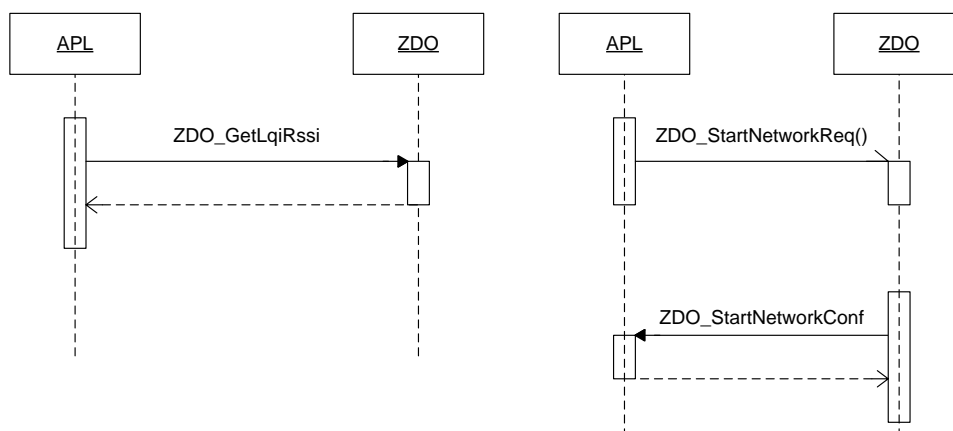 APL
ZDO
APL
ZDO
ZDO_GetLqiRssi
ZDO_StartNetworkReq()
ZDO_StartNetworkConf